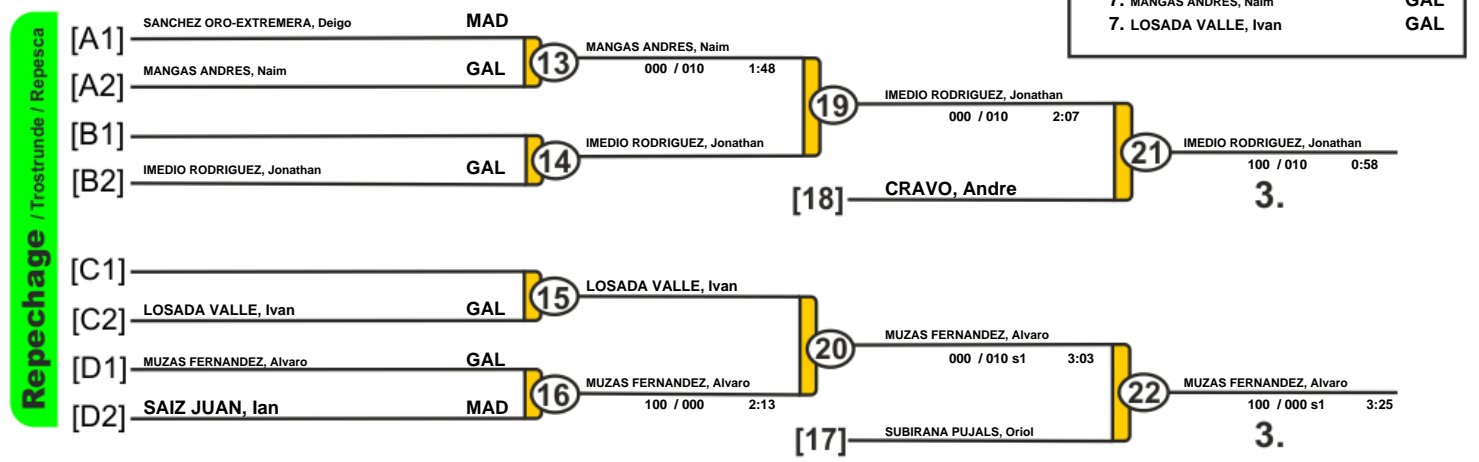 7. MANGAS ANDRES, Naim GAL
7. LOSADA VALLE, Ivan GAL
Repechage / Trostrunde / Repesca
[A1] SANCHEZ ORO-EXTREMERA, Deigo MAD
[A2] MANGAS ANDRES, Naim GAL
13 MANGAS ANDRES, Naim
000 / 010 1:48
[B1]
[B2] IMEDIO RODRIGUEZ, Jonathan GAL
14 IMEDIO RODRIGUEZ, Jonathan
19 IMEDIO RODRIGUEZ, Jonathan
000 / 010 2:07
[18] CRAVO, Andre
21 IMEDIO RODRIGUEZ, Jonathan
100 / 010 0:58
3.
[C1]
[C2] LOSADA VALLE, Ivan GAL
15 LOSADA VALLE, Ivan
[D1] MUZAS FERNANDEZ, Alvaro GAL
[D2] SAIZ JUAN, Ian MAD
16 MUZAS FERNANDEZ, Alvaro
100 / 000 2:13
20 MUZAS FERNANDEZ, Alvaro
000 / 010 s1 3:03
[17] SUBIRANA PUJALS, Oriol
22 MUZAS FERNANDEZ, Alvaro
100 / 000 s1 3:25
3.